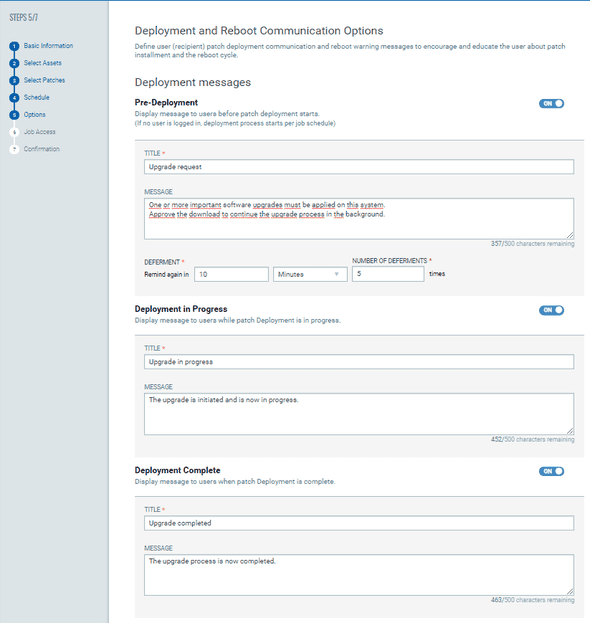 STEPS 5/7
1 Basic Information
2 Select Assets
3 Select Patches
4 Schedule
5 Options
6 Job Access
7 Confirmation
Deployment and Reboot Communication Options
Define user (recipient) patch deployment communication and reboot warning messages to encourage and educate the user about patch
installment and the reboot cycle.
Deployment messages
Pre-Deployment
ON
Display message to users before patch deployment starts.
(If no user is logged in, deployment process starts per job schedule)
TITLE *
Upgrade request
MESSAGE
One or more important software upgrades must be applied on this system.
Approve the download to continue the upgrade process in the background.
357/500 characters remaining
DEFERMENT *
NUMBER OF DEFERMENTS *
Remind again in 10 Minutes 5 times
Deployment in Progress
ON
Display message to users while patch Deployment is in progress.
TITLE *
Upgrade in progress
MESSAGE
The upgrade is initiated and is now in progress.
452/500 characters remaining
Deployment Complete
ON
Display message to users when patch Deployment is complete.
TITLE *
Upgrade completed
MESSAGE
The upgrade process is now completed.
463/500 characters remaining